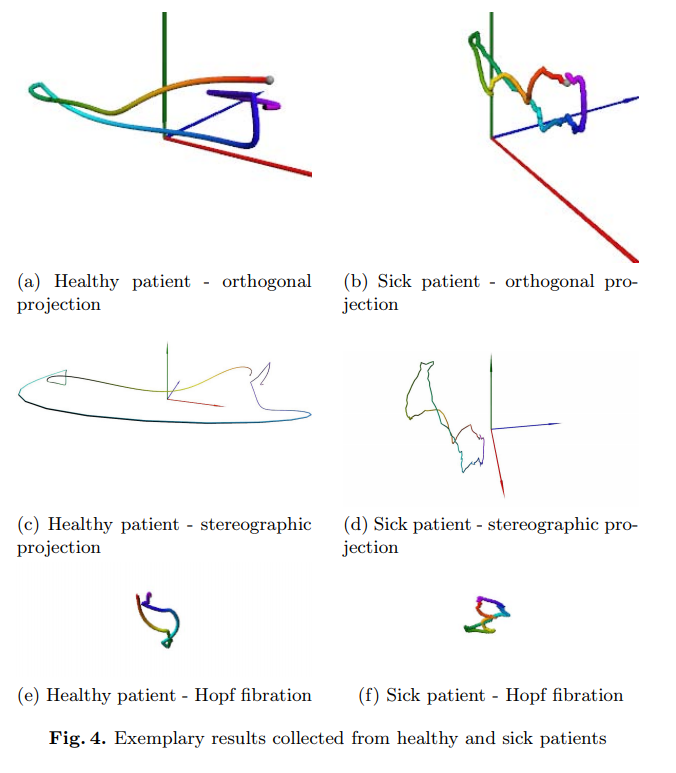 (a) Healthy patient - orthogonal
projection
(b) Sick patient - orthogonal pro-
jection
(c) Healthy patient - stereographic
projection
(d) Sick patient - stereographic pro-
jection
(e) Healthy patient - Hopf fibration
(f) Sick patient - Hopf fibration
Fig. 4. Exemplary results collected from healthy and sick patients